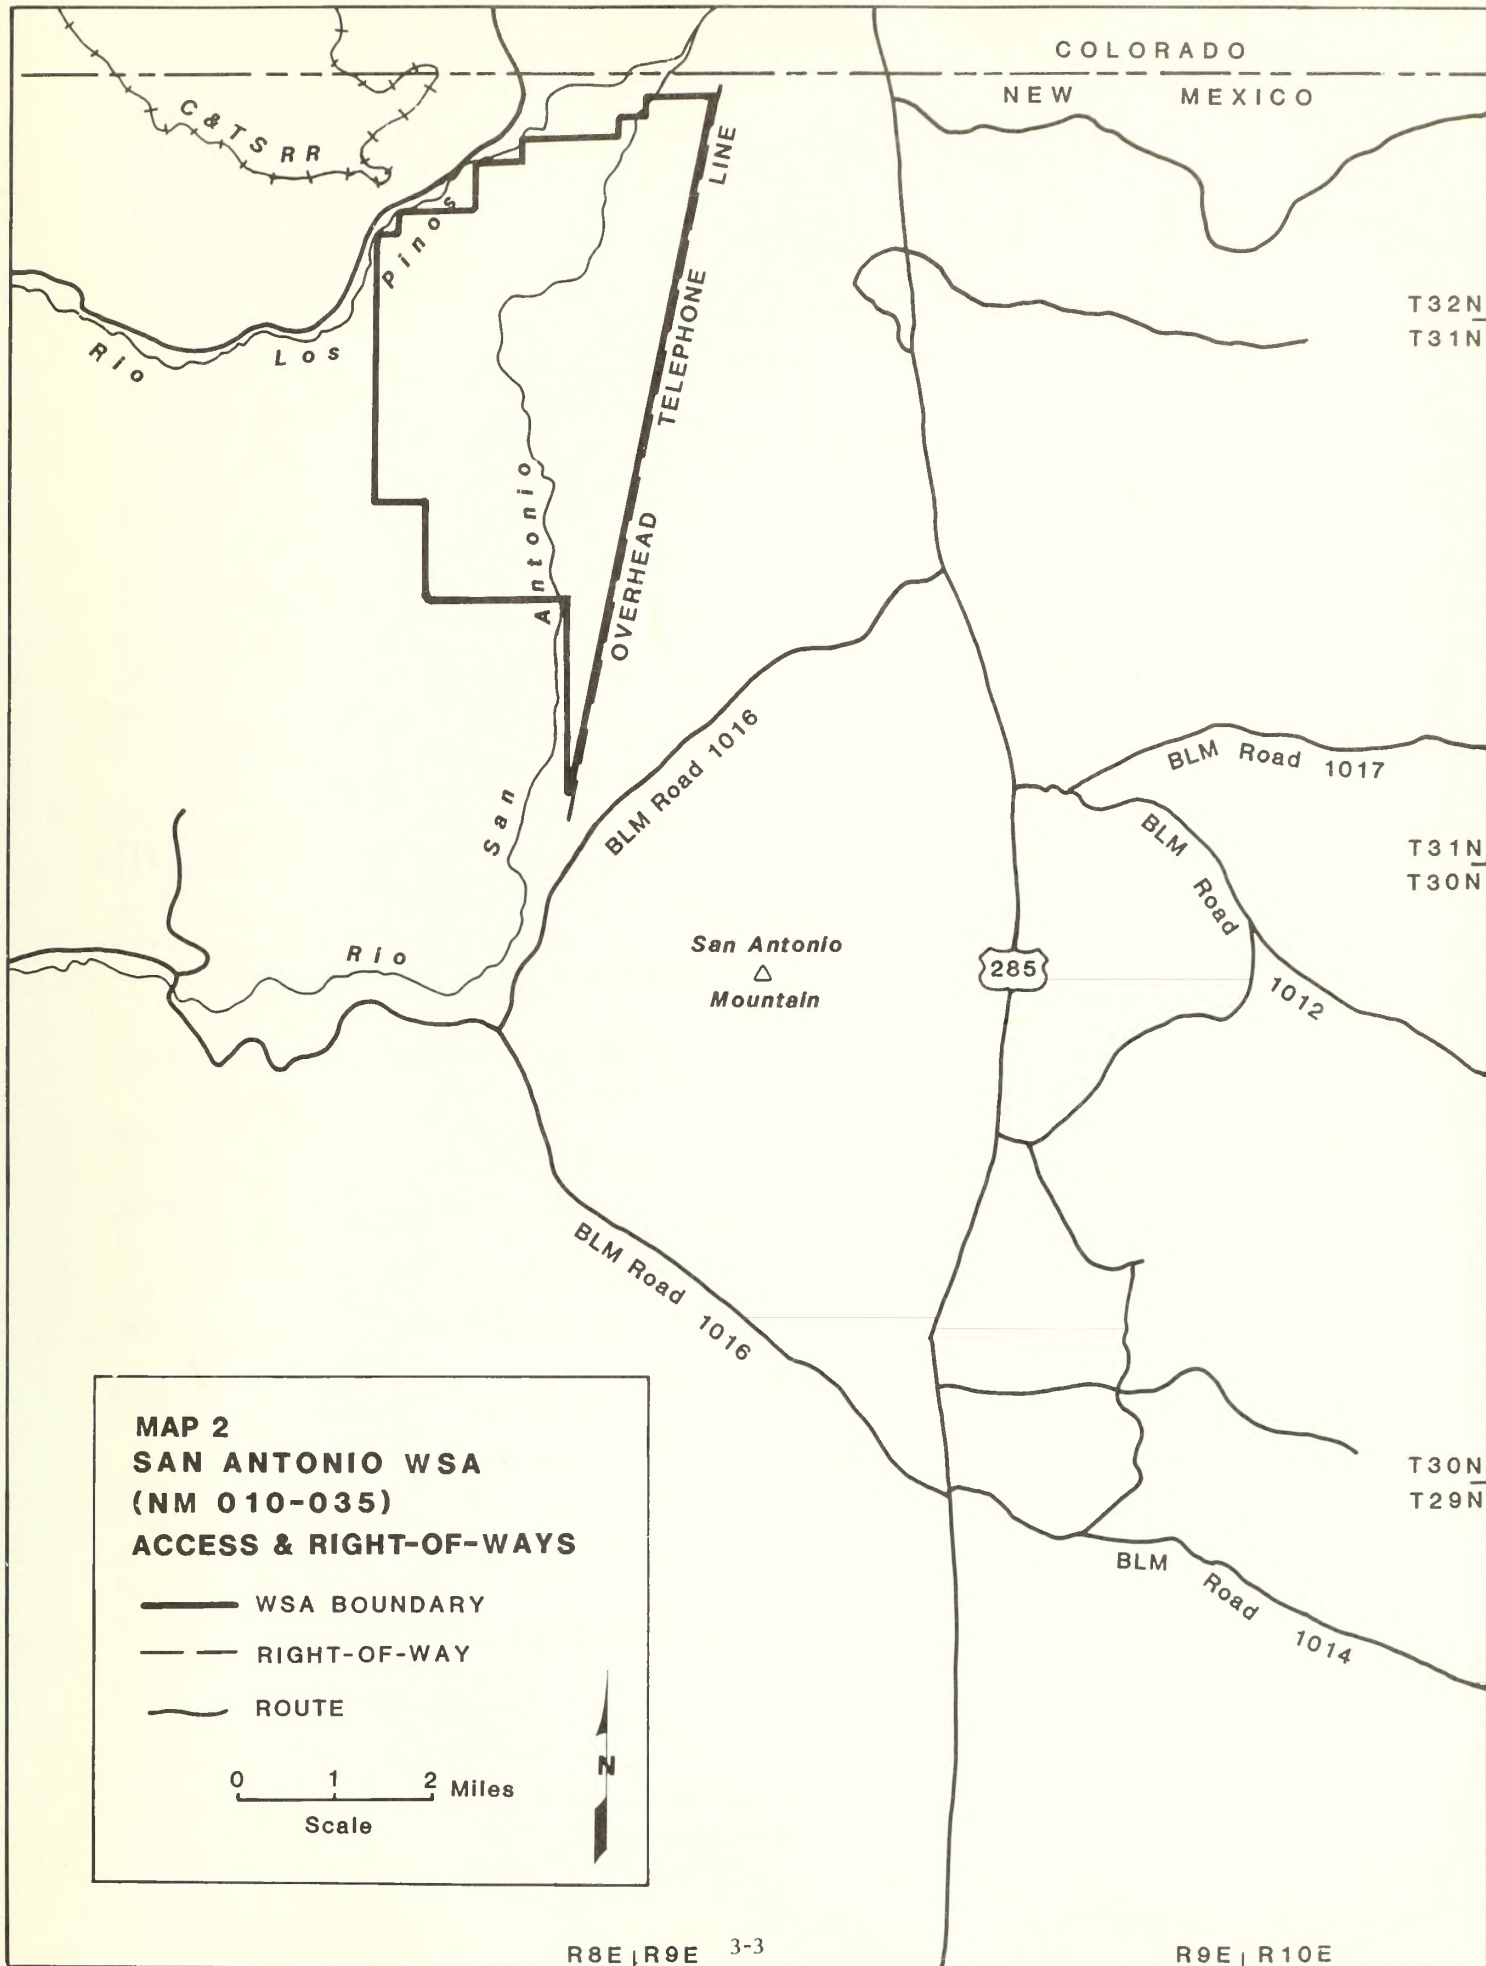 COLORADO
NEW MEXICO
C & T S RR
LINE
Pinos
TELEPHONE
Rio
Los
T32N
T31N
Antonio
OVERHEAD
BLM Road 1016
BLM Road 1017
BLM Road
1012
San
T31N
T30N
Rio
San Antonio
Mountain
285
BLM Road 1016
T30N
T29N
BLM Road 1014
MAP 2
SAN ANTONIO WSA
(NM 010-035)
ACCESS & RIGHT-OF-WAYS
WSA BOUNDARY
RIGHT-OF-WAY
ROUTE
0 1 2 Miles
Scale
N
R8E R9E
3-3
R9E R10E